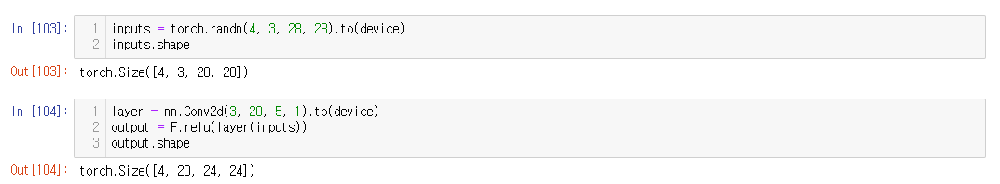 In [103]:
1 inputs = torch.randn(4, 3, 28, 28).to(device)
2 inputs.shape
Out[103]: torch.Size([4, 3, 28, 28])
In [104]:
1 layer = nn.Conv2d(3, 20, 5, 1).to(device)
2 output = F.relu(layer(inputs))
3 output.shape
Out[104]: torch.Size([4, 20, 24, 24])